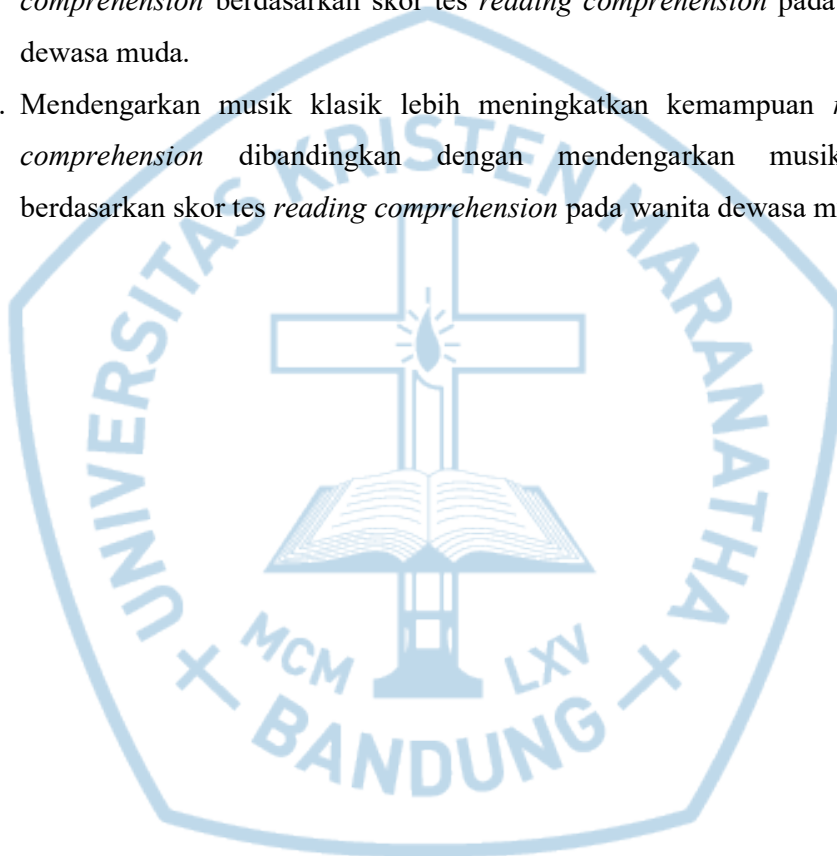 comprehension berdasarkan skor tes reading comprehension pada
dewasa muda.
. Mendengarkan musik klasik lebih meningkatkan kemampuan
comprehension dibandingkan dengan mendengarkan musik
berdasarkan skor tes reading comprehension pada wanita dewasa m
UNIVERSITAS KRISTEN MARANATHA
MCM LXV
BANDUNG